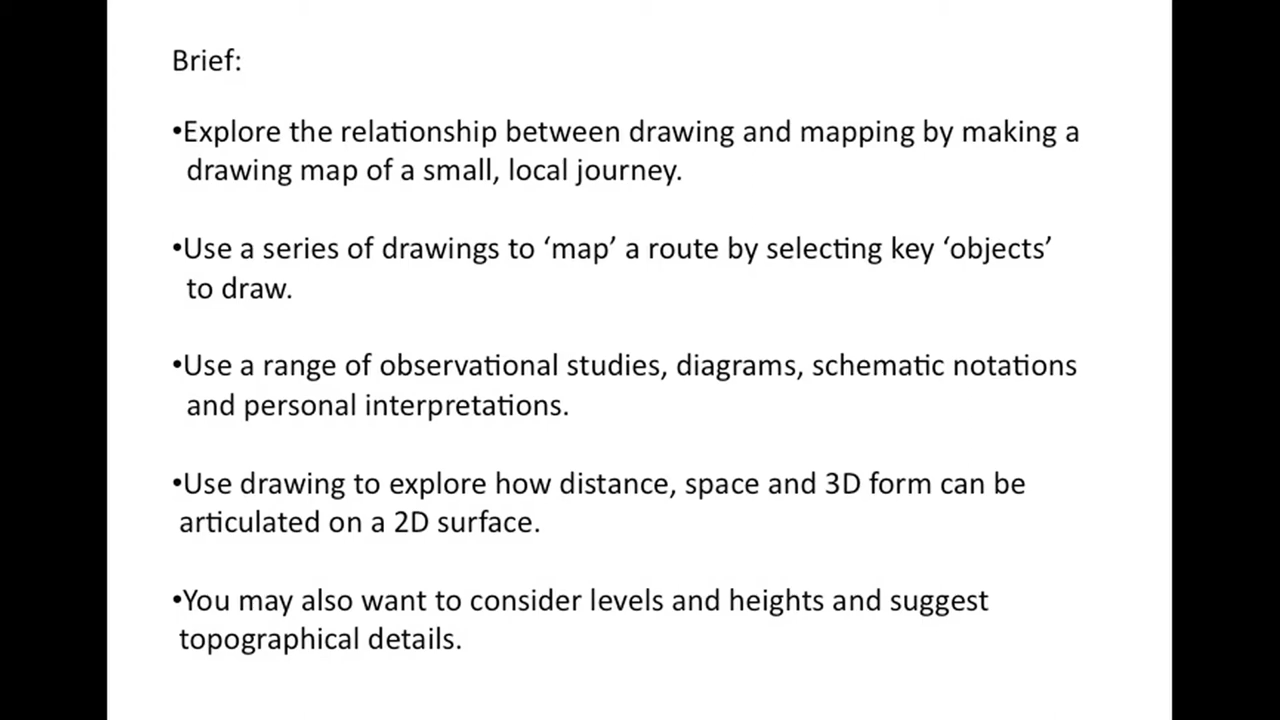 Brief:
•Explore the relationship between drawing and mapping by making a
drawing map of a small, local journey.
•Use a series of drawings to ‘map’ a route by selecting key ‘objects’
to draw.
•Use a range of observational studies, diagrams, schematic notations
and personal interpretations.
•Use drawing to explore how distance, space and 3D form can be
articulated on a 2D surface.
•You may also want to consider levels and heights and suggest
topographical details.